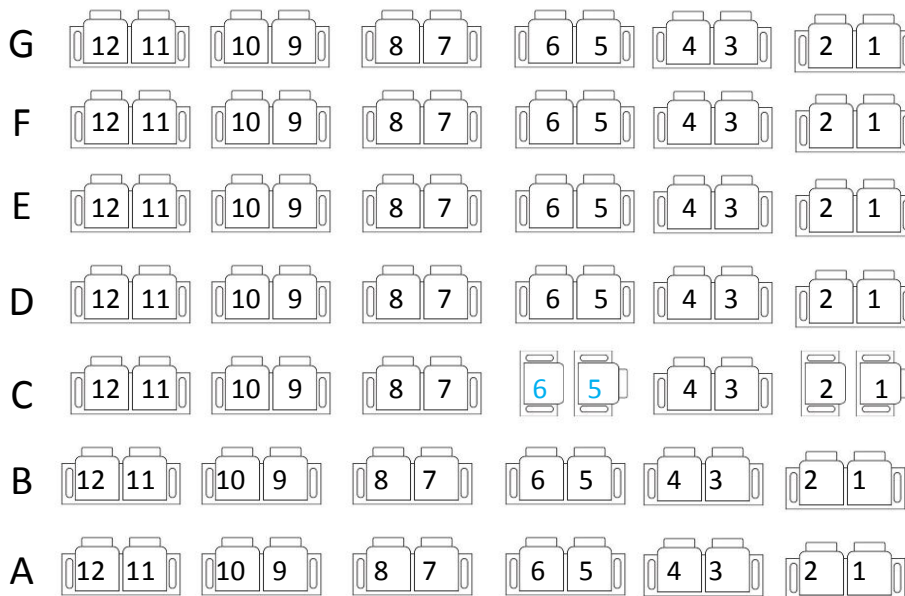 G 12 11 10 9 8 7 6 5 4 3 2 1
F 12 11 10 9 8 7 6 5 4 3 2 1
E 12 11 10 9 8 7 6 5 4 3 2 1
D 12 11 10 9 8 7 6 5 4 3 2 1
C 12 11 10 9 8 7 6 5 4 3 2 1
B 12 11 10 9 8 7 6 5 4 3 2 1
A 12 11 10 9 8 7 6 5 4 3 2 1